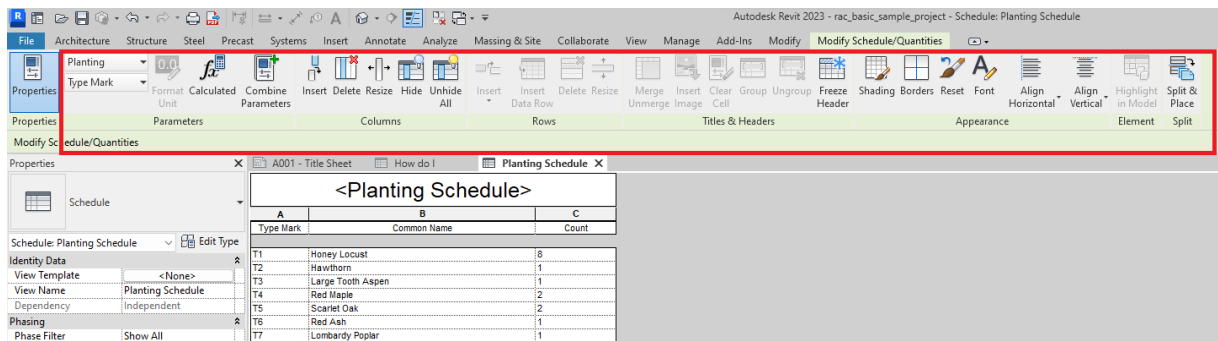 Autodesk Revit 2023 - rac_basic_sample_project - Schedule: Planting Schedule
File Architecture Structure Steel Precast Systems Insert Annotate Analyze Massing & Site Collaborate View Manage Add-Ins Modify Modify Schedule/Quantities
Planting
Type Mark
Properties Format Unit Calculated Combine Parameters Insert Delete Resize Hide Unhide All Insert Insert Data Row Delete Resize Merge Unmerge Insert Image Clear Cell Group Ungroup Freeze Header Shading Borders Reset Font Align Horizontal Align Vertical Highlight in Model Split & Place
Properties Parameters Columns Rows Titles & Headers Appearance Element Split
Modify Schedule/Quantities
Properties X A001 - Title Sheet How do I Planting Schedule X
Schedule
<Planting Schedule>
A B C
Type Mark Common Name Count
Schedule: Planting Schedule Edit Type
Identity Data
T1 Honey Locust 8
View Template <None>
T2 Hawthorn 1
View Name Planting Schedule
T3 Large Tooth Aspen 1
Dependency Independent
T4 Red Maple 2
T5 Scarlet Oak 2
Phasing
T6 Red Ash 1
Phase Filter Show All
T7 Lombardy Poplar 1